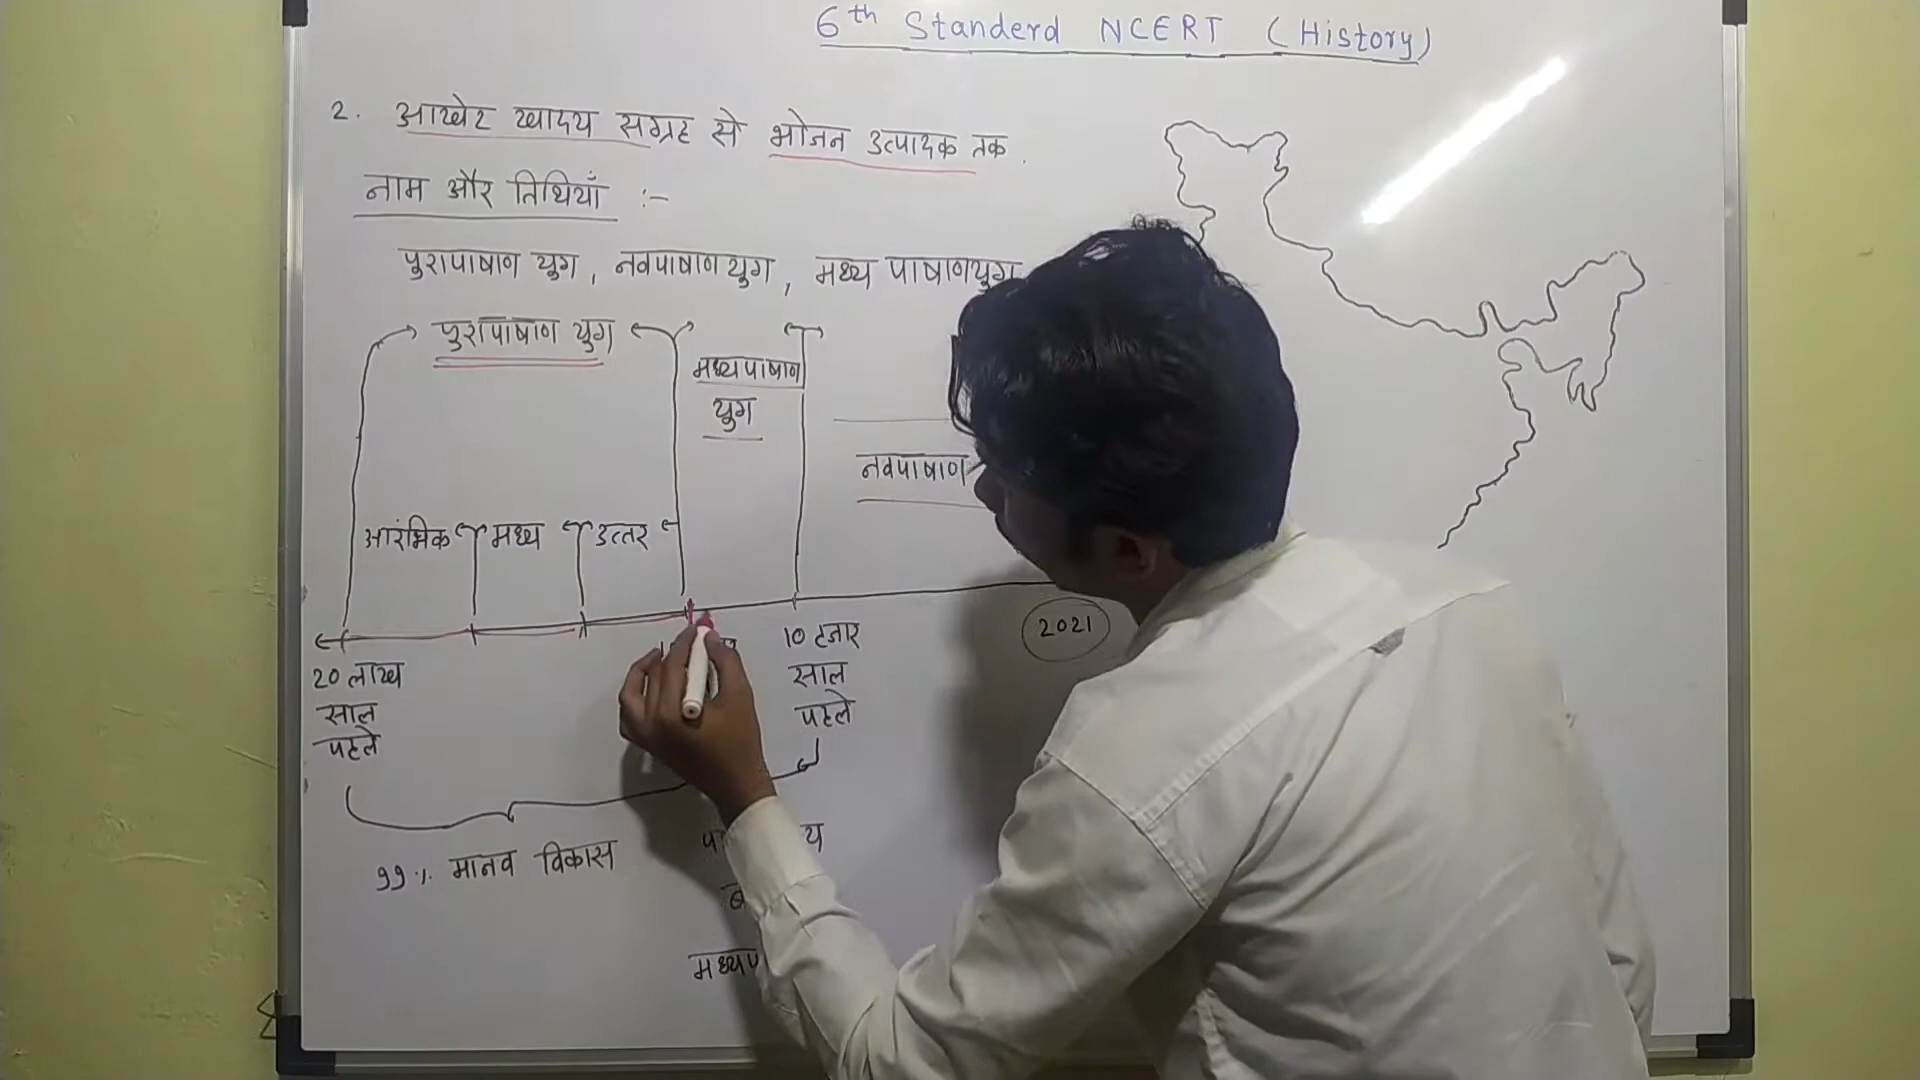 6th Standerd NCERT (History)
2. आखेट खाद्य सग्रह से भोजन उत्पादक तक.
नाम और तिथियाँ :-
पुरापाषाण युग, नवपाषाण युग, मध्य पाषाणयुग
पुरापाषाण युग
मध्यपाषाण
युग
नवपाषाण
आरंभिक मध्य उत्तर
20 लाख
साल
पहले
10 हजार
साल
पहले
2021
99%. मानव विकास